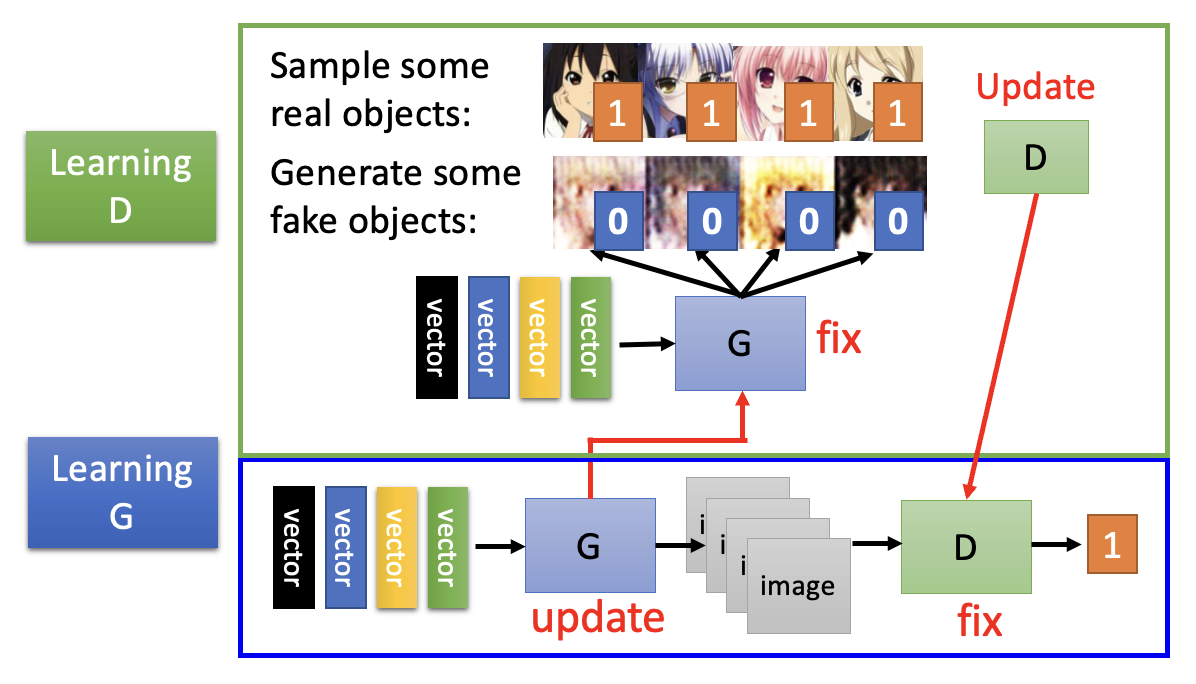 Sample some
real objects:
1 1 1 1
Update
D
Learning
D
Generate some
fake objects:
0 0 0 0
vector vector vector vector
G
fix
Learning
G
vector vector vector vector
G
update
i
i
i
image
D
fix
1